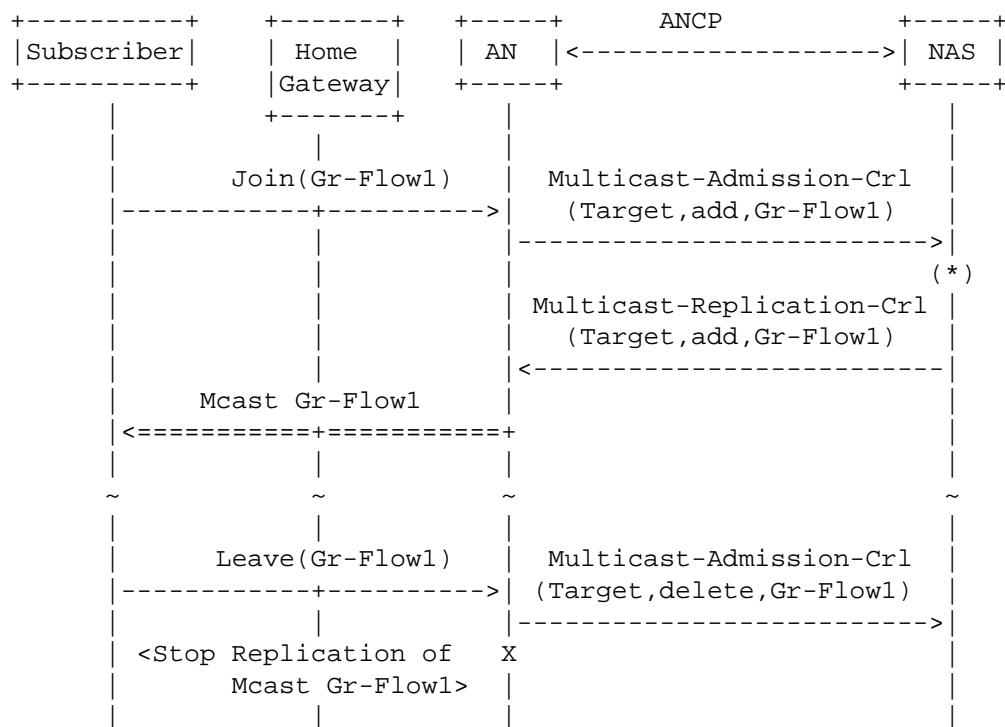 ANCP
Subscriber Home AN <-------------------> NAS
Gateway
Join(Gr-Flow1) Multicast-Admission-Crl
(Target,add,Gr-Flow1)
(*)
Multicast-Replication-Crl
(Target,add,Gr-Flow1)
Mcast Gr-Flow1
Leave(Gr-Flow1) Multicast-Admission-Crl
(Target,delete,Gr-Flow1)
<Stop Replication of X
Mcast Gr-Flow1>